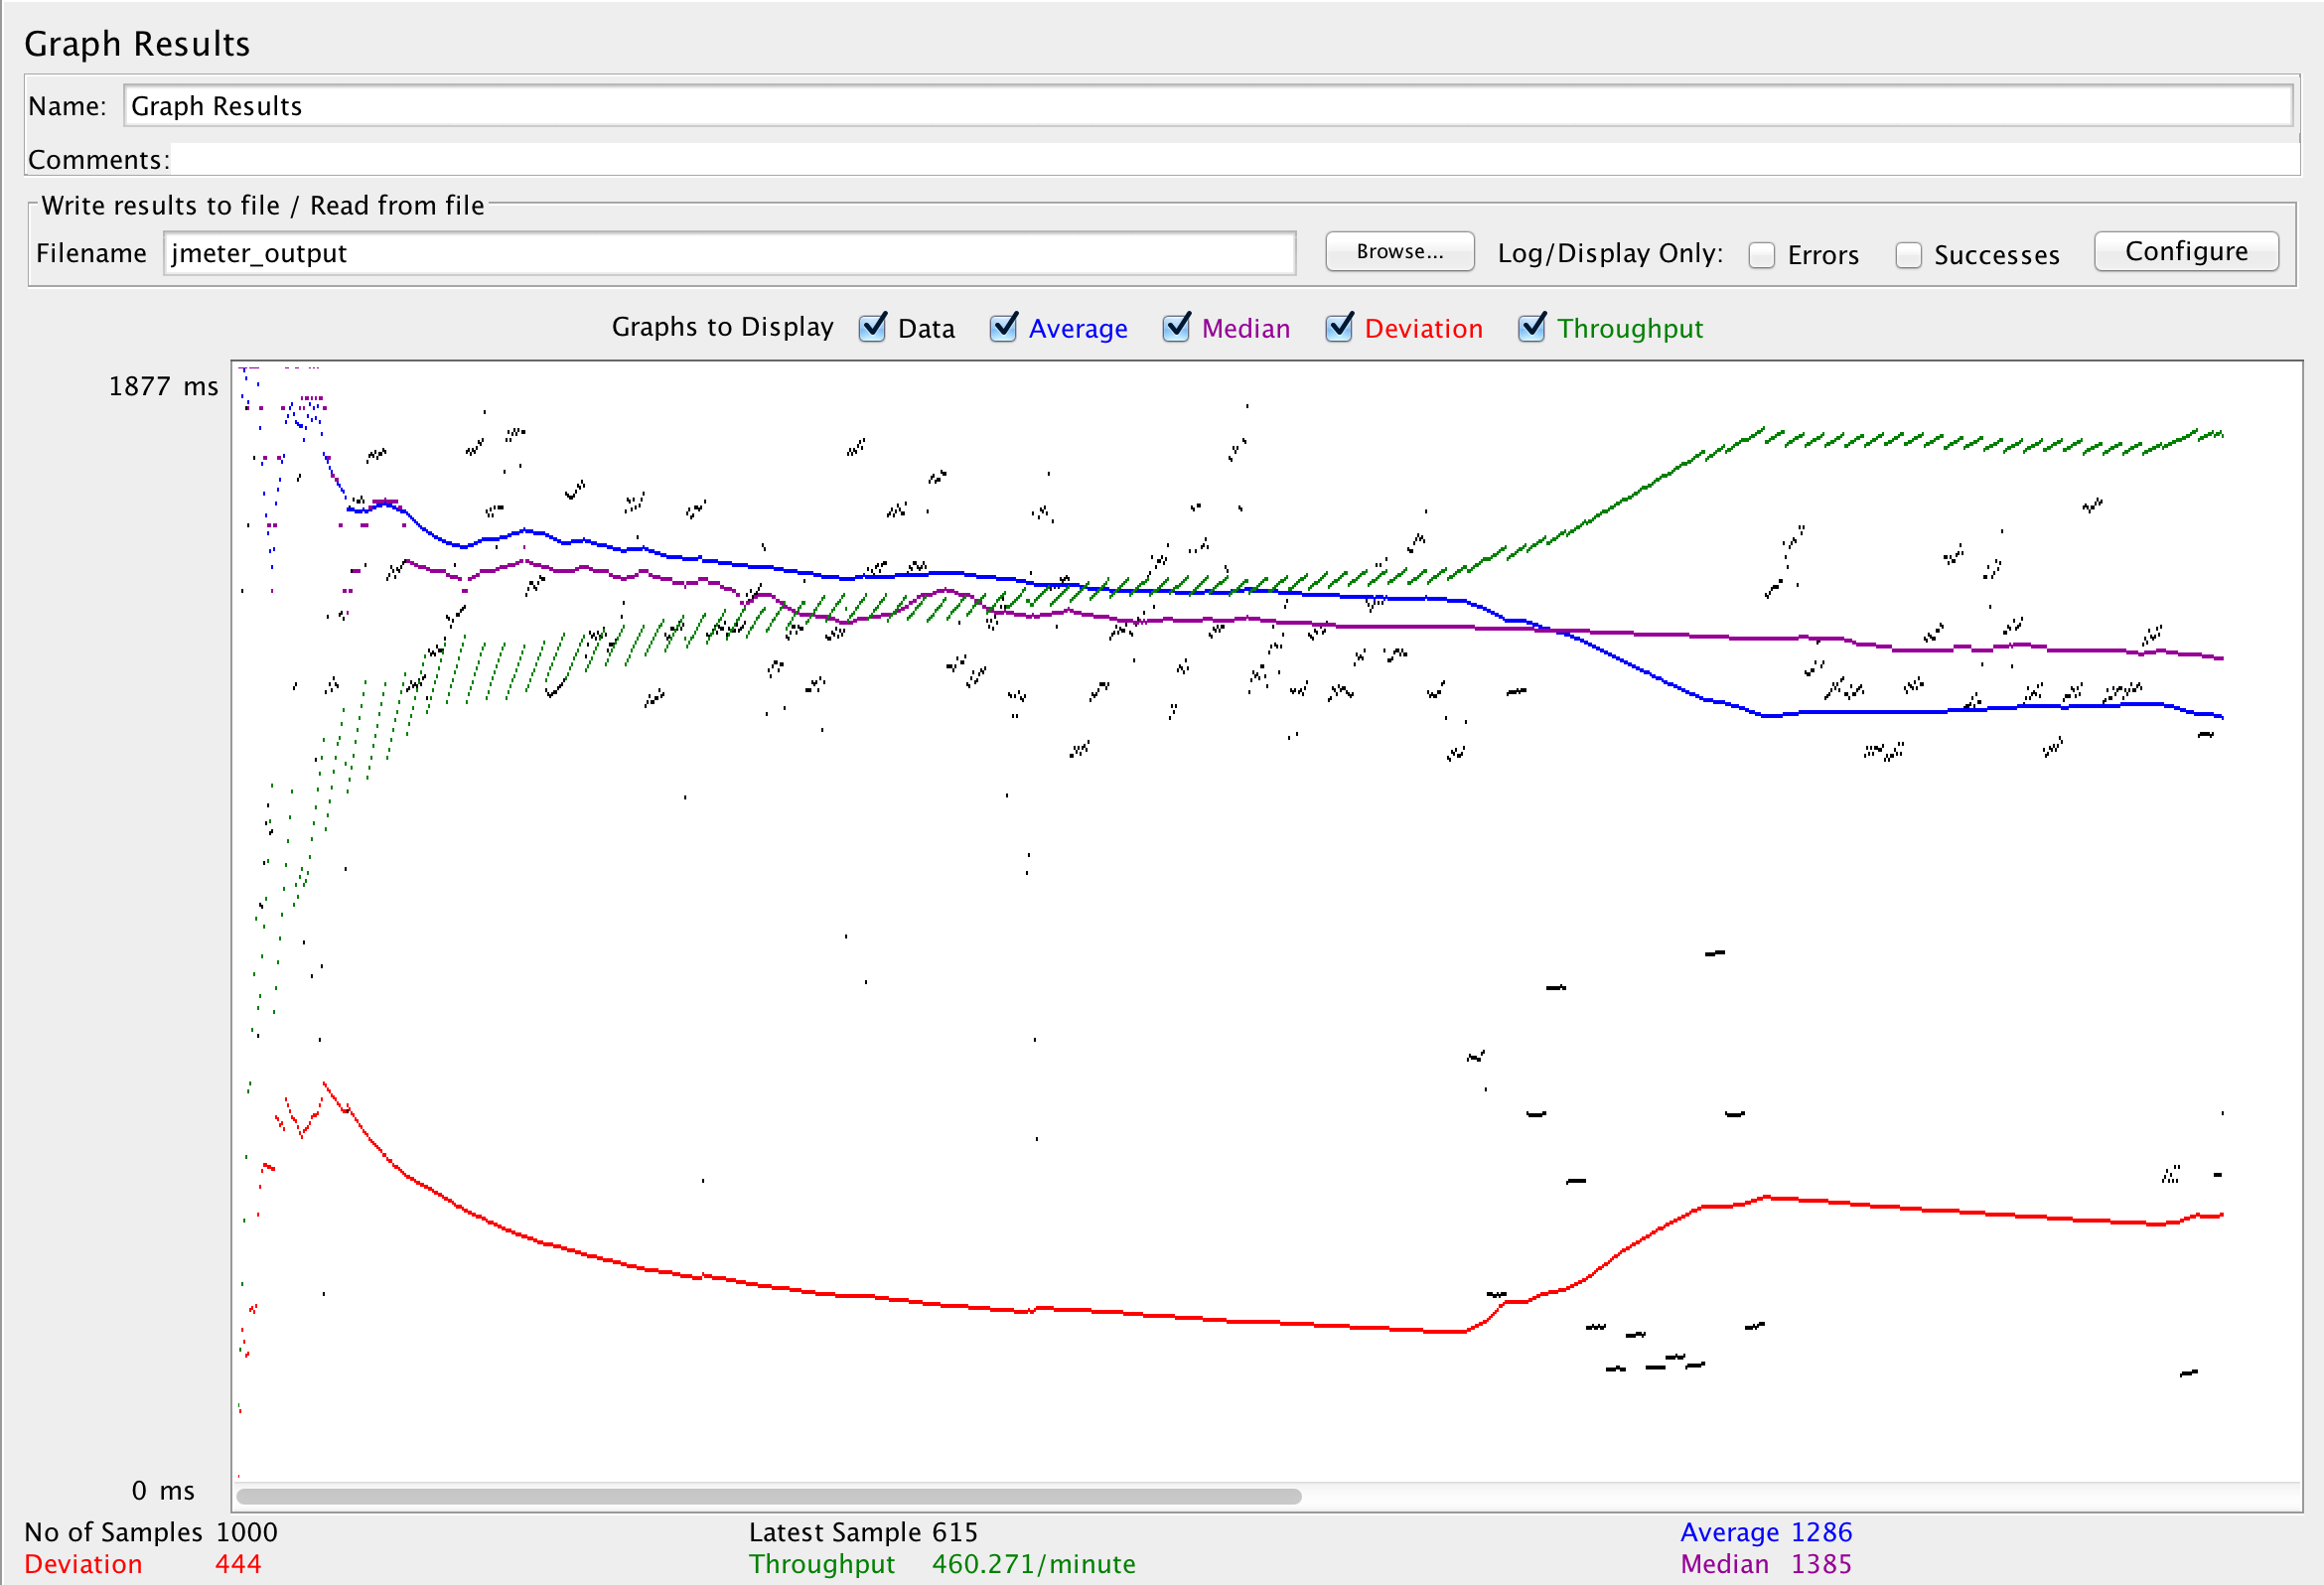 Graph Results
Name: Graph Results
Comments:
Write results to file / Read from file
Filename jmeter_output Browse... Log/Display Only: Errors Successes Configure
Graphs to Display Data Average Median Deviation Throughput
1877 ms
0 ms
No of Samples 1000 Latest Sample 615 Average 1286
Deviation 444 Throughput 460.271/minute Median 1385